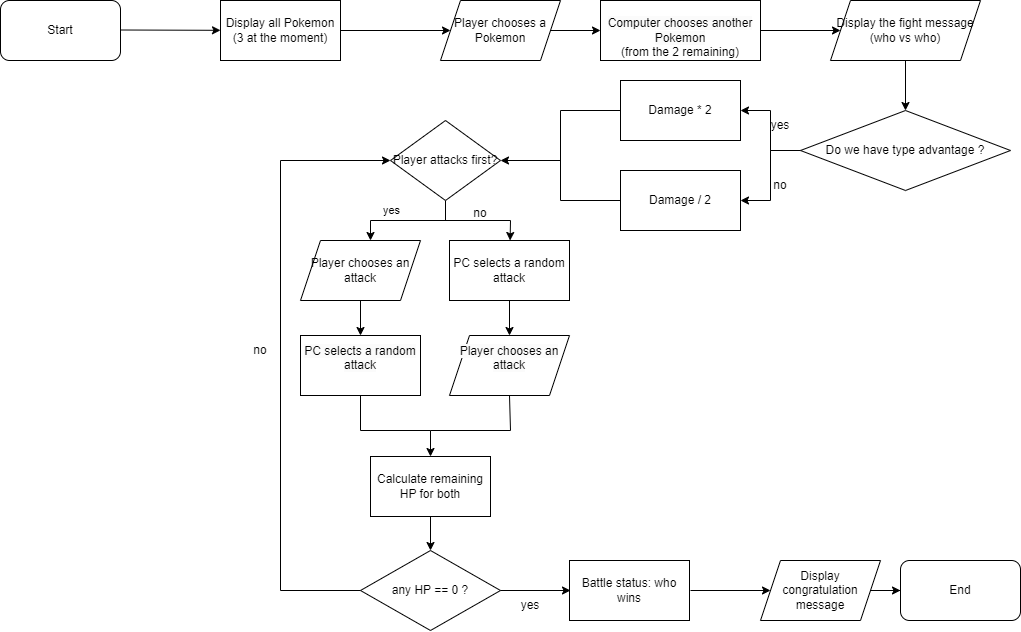 Start
Display all Pokemon
(3 at the moment)
Player chooses a
Pokemon
Computer chooses another
Pokemon
(from the 2 remaining)
Display the fight message
(who vs who)
Do we have type advantage ?
yes
no
Damage * 2
Damage / 2
Player attacks first?
yes
no
Player chooses an
attack
PC selects a random
attack
PC selects a random
attack
Player chooses an
attack
Calculate remaining
HP for both
any HP == 0 ?
no
yes
Battle status: who
wins
Display
congratulation
message
End